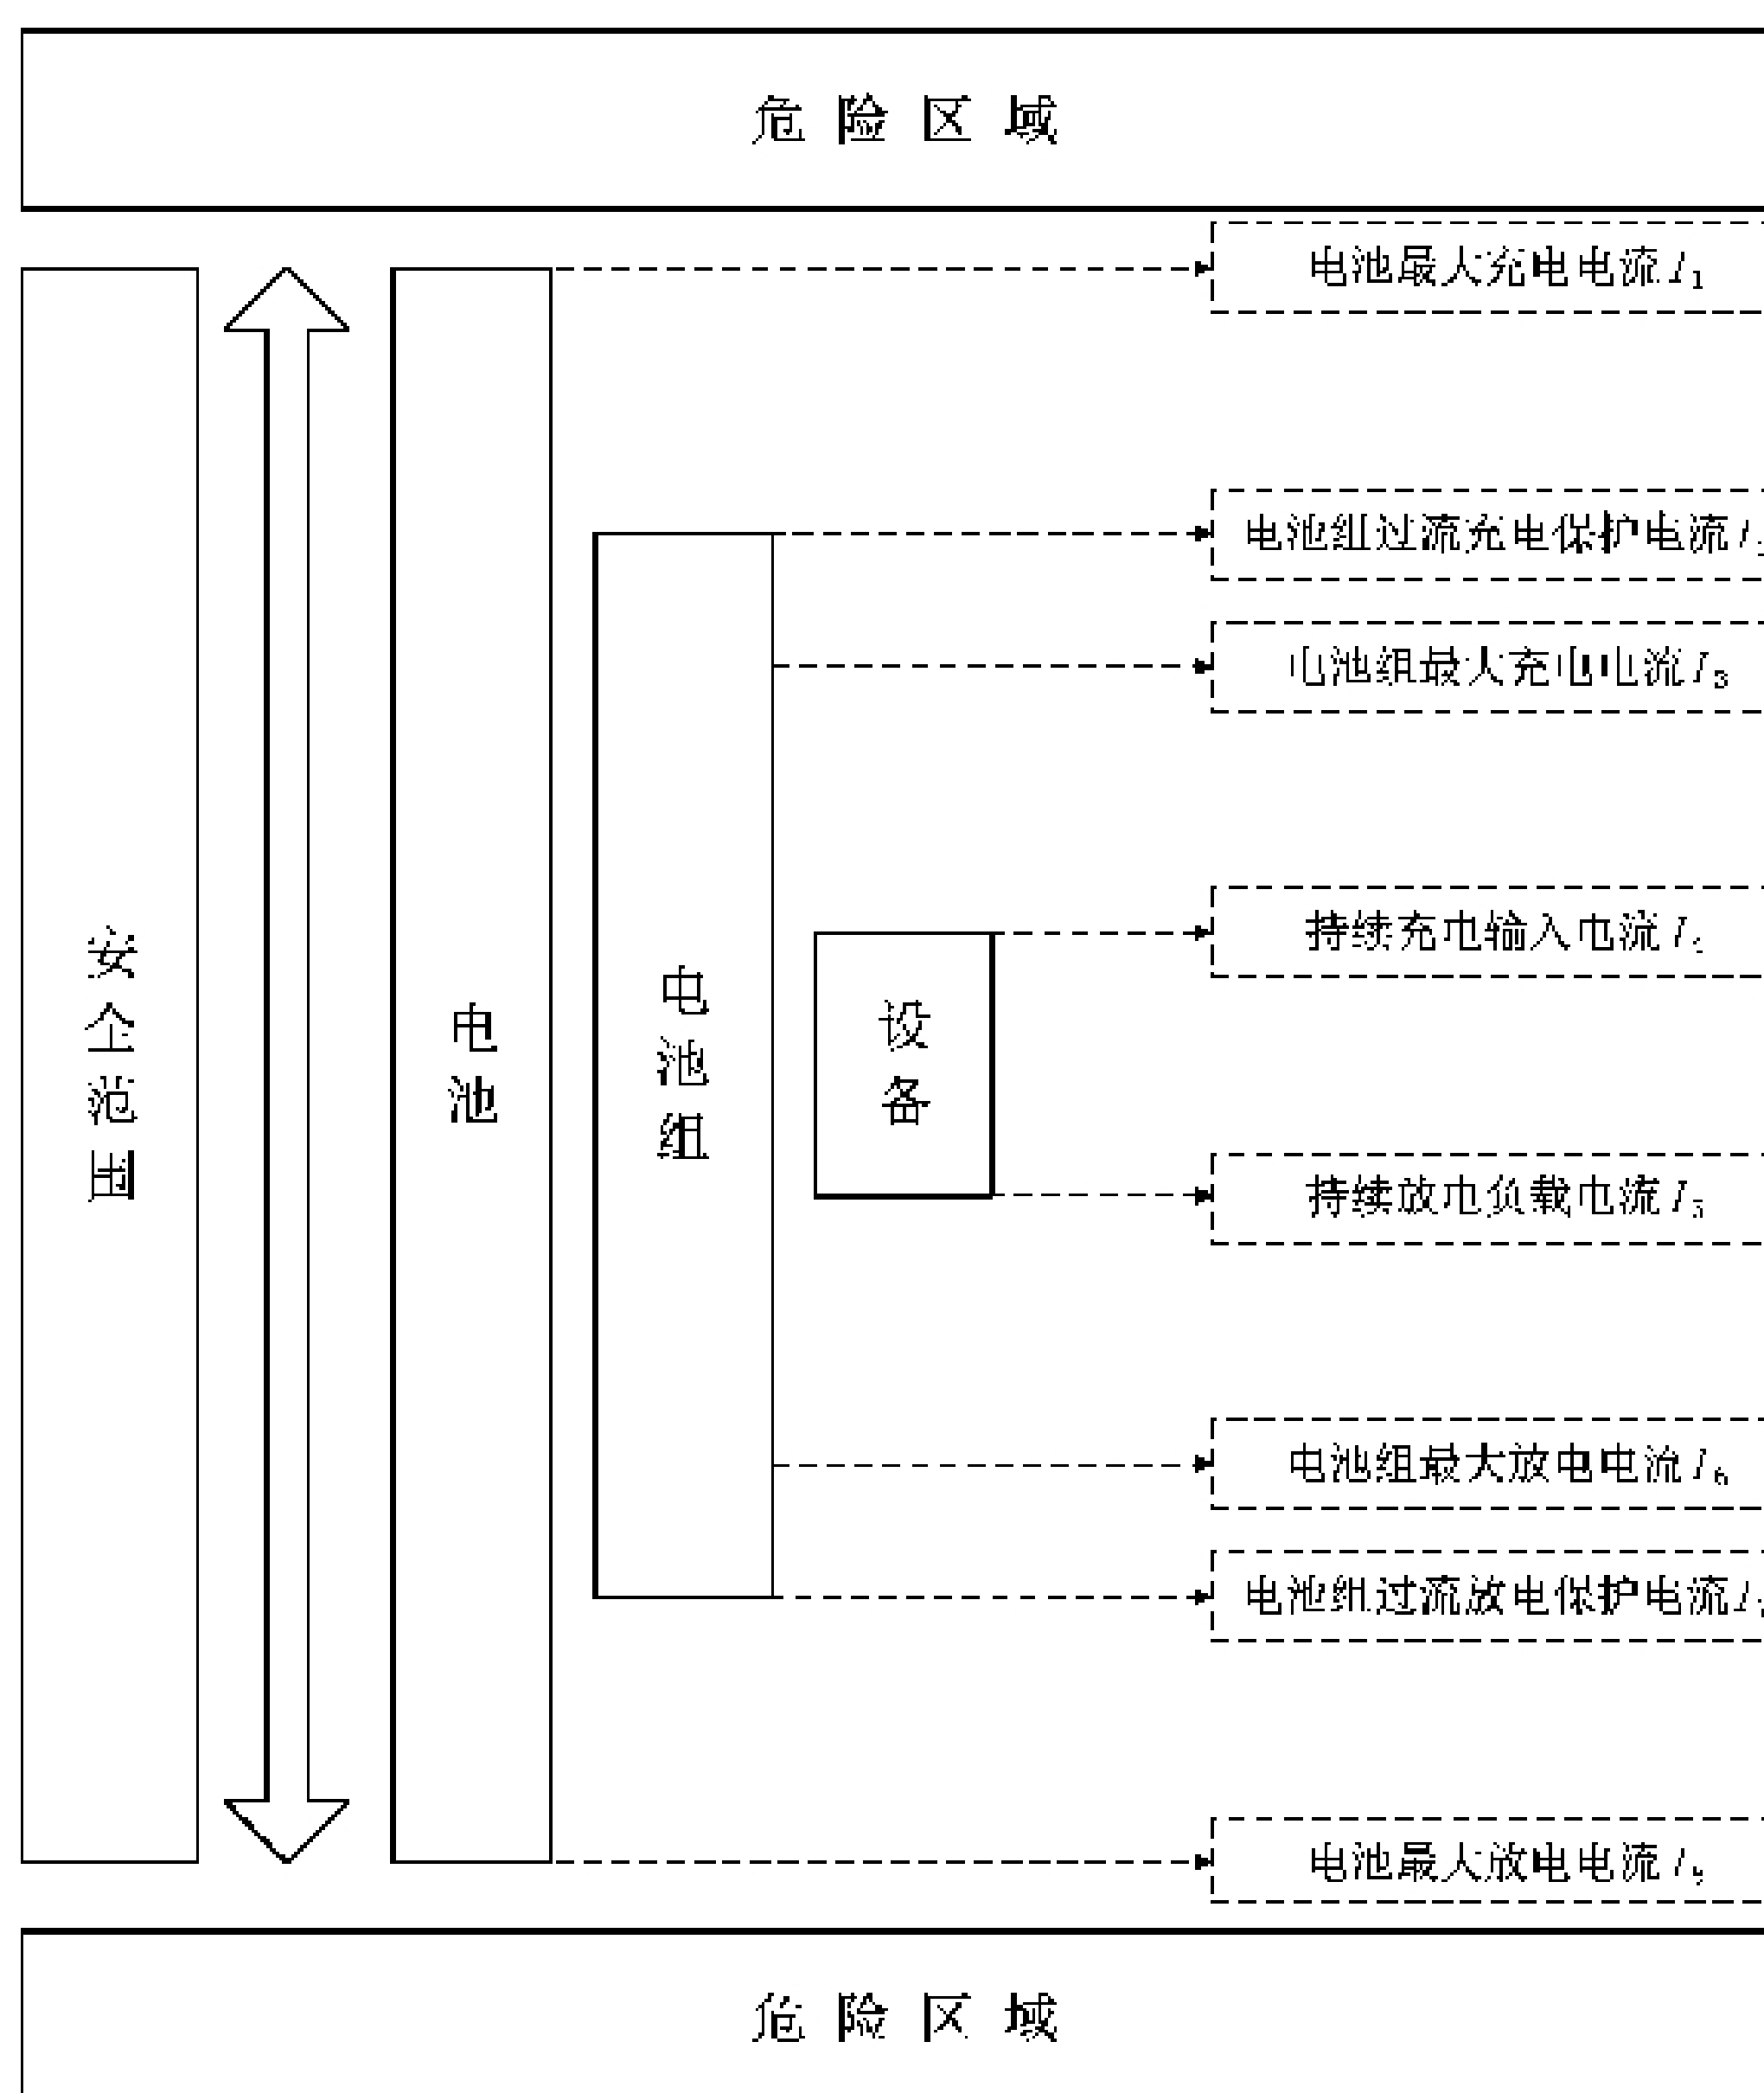 危险区域
电池最大充电电流 I₁
电池组过流充电保护电流 I
电池组最大充电电流 I₃
持续充电输入电流 I
安全范围
电池
电池组
设备
持续放电负载电流 I₅
电池组最大放电电流 I₆
电池组过流放电保护电流 I
电池最大放电电流 I
危险区域